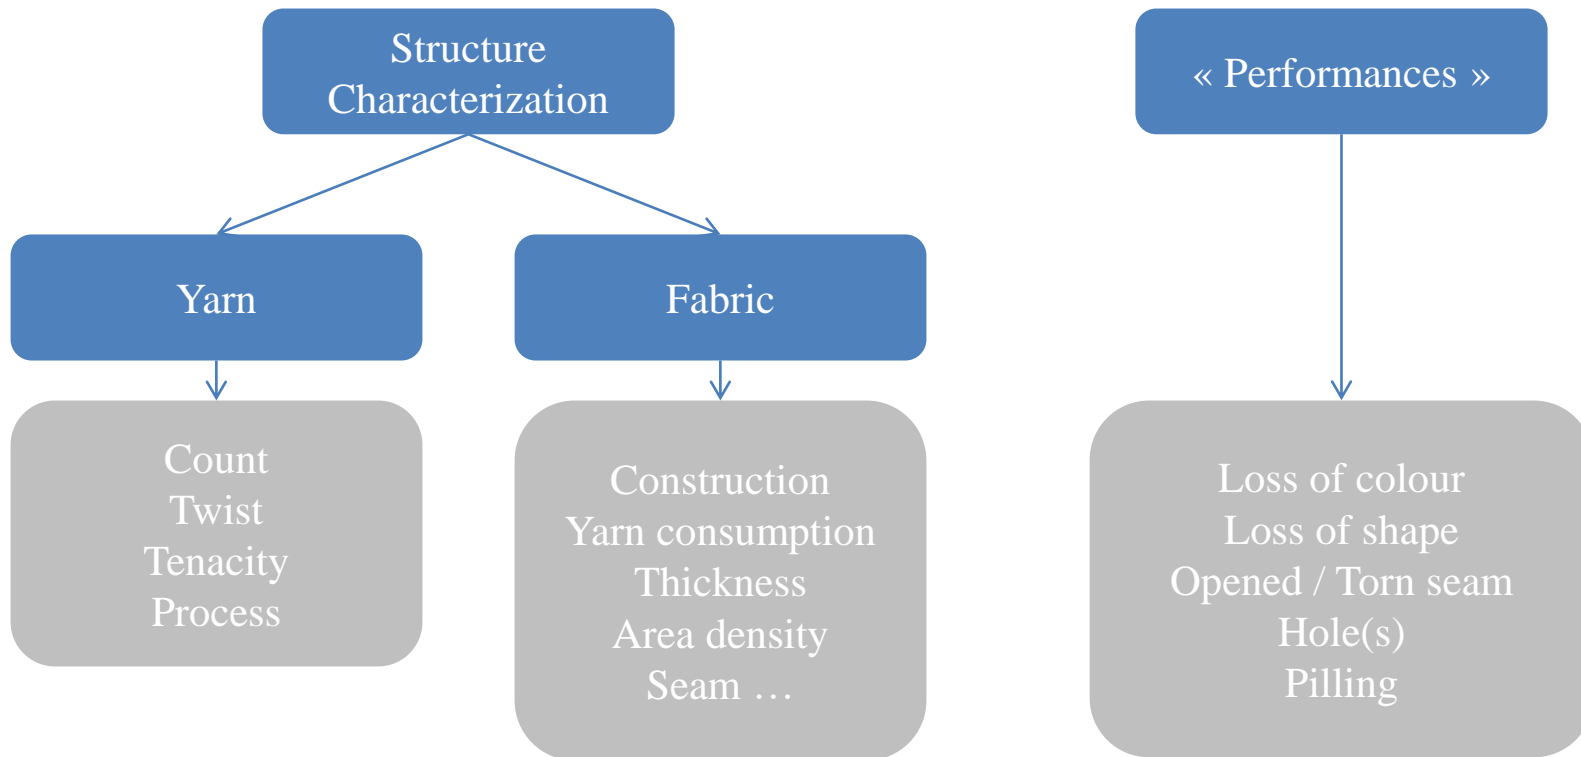 Structure
Characterization
« Performances »
Yarn
Fabric
Count
Twist
Tenacity
Process
Construction
Yarn consumption
Thickness
Area density
Seam …
Loss of colour
Loss of shape
Opened / Torn seam
Hole(s)
Pilling